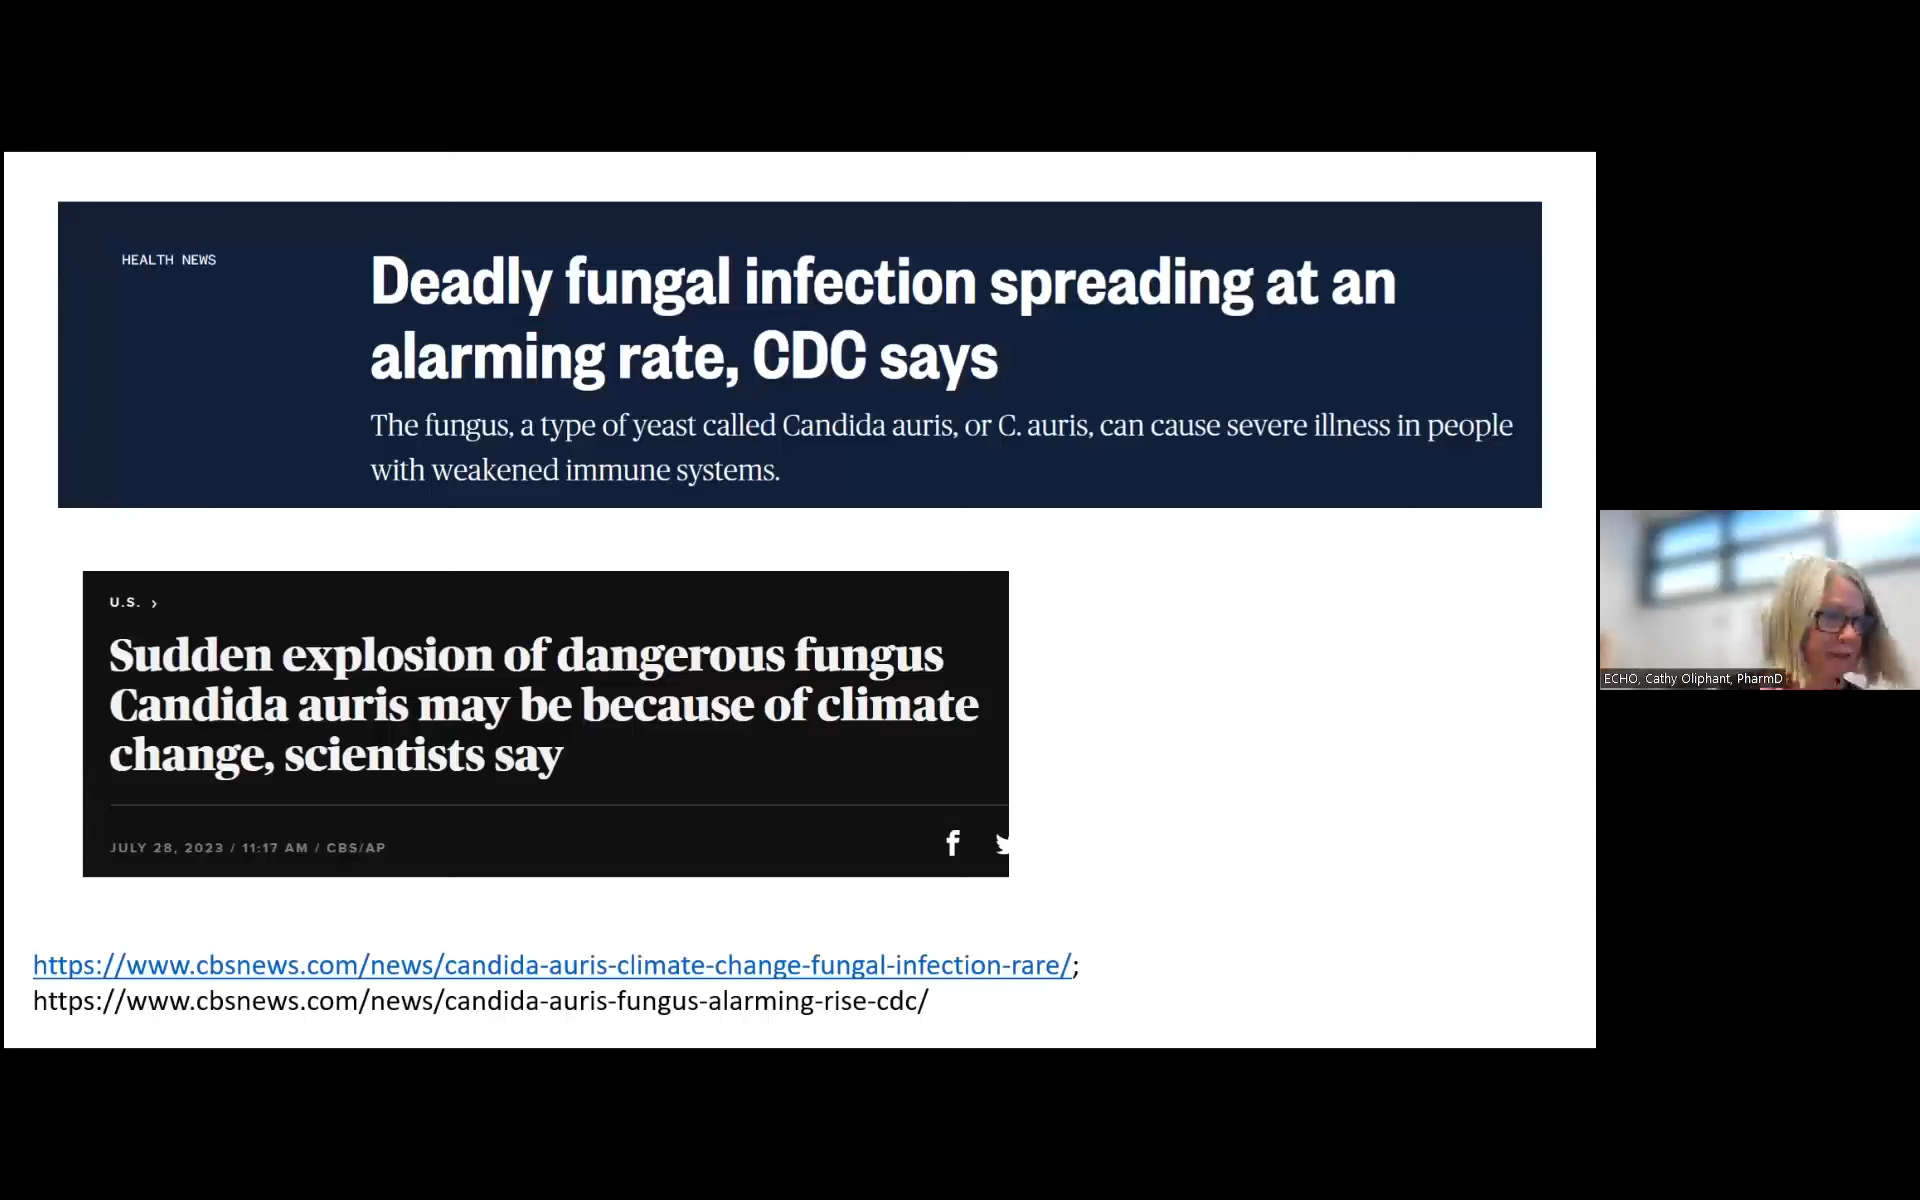 HEALTH NEWS
Deadly fungal infection spreading at an
alarming rate, CDC says
The fungus, a type of yeast called Candida auris, or C. auris, can cause severe illness in people
with weakened immune systems.
U.S. ›
Sudden explosion of dangerous fungus
Candida auris may be because of climate
change, scientists say
JULY 28, 2023 / 11:17 AM / CBS/AP
https://www.cbsnews.com/news/candida-auris-climate-change-fungal-infection-rare/;
https://www.cbsnews.com/news/candida-auris-fungus-alarming-rise-cdc/
ECHO, Cathy Oliphant, PharmD